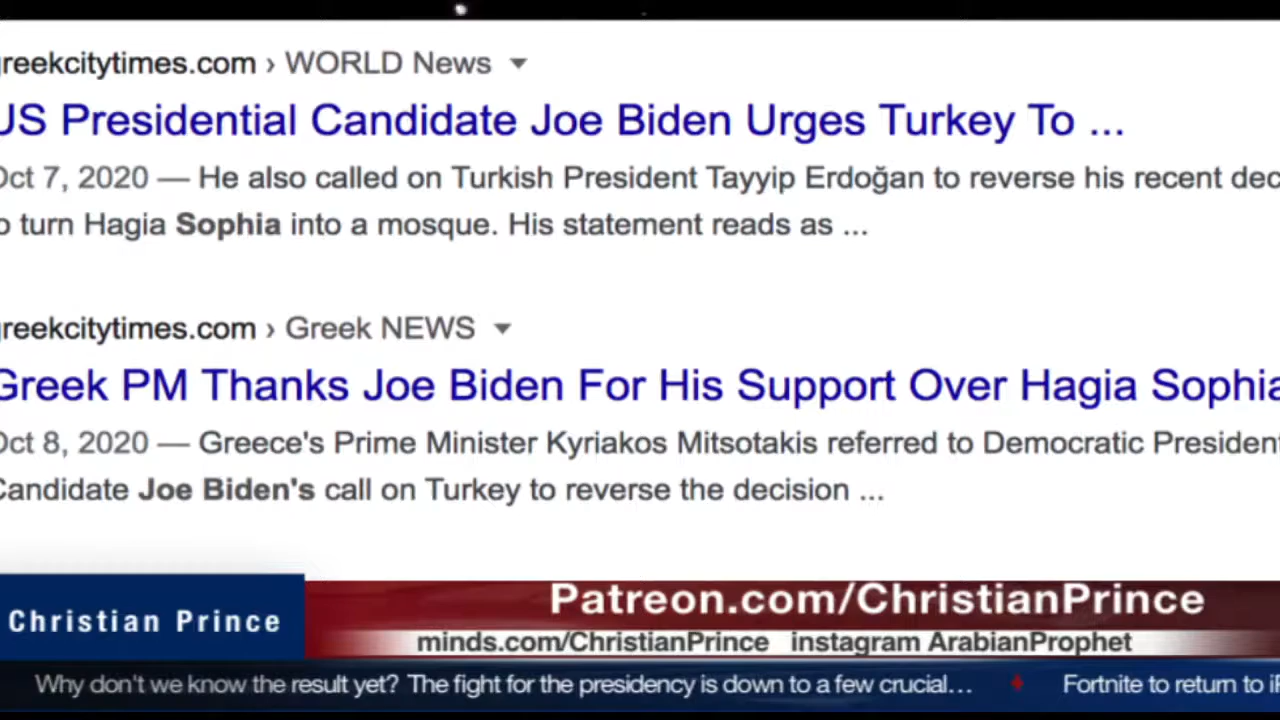 reekcitytimes.com › WORLD News
US Presidential Candidate Joe Biden Urges Turkey To ...
Oct 7, 2020 — He also called on Turkish President Tayyip Erdoğan to reverse his recent dec
to turn Hagia Sophia into a mosque. His statement reads as ...
reekcitytimes.com › Greek NEWS
Greek PM Thanks Joe Biden For His Support Over Hagia Sophia
Oct 8, 2020 — Greece's Prime Minister Kyriakos Mitsotakis referred to Democratic President
Candidate Joe Biden's call on Turkey to reverse the decision ...
Christian Prince
Patreon.com/ChristianPrince
minds.com/ChristianPrince instagram ArabianProphet
Why don't we know the result yet? The fight for the presidency is down to a few crucial... Fortnite to return to iP